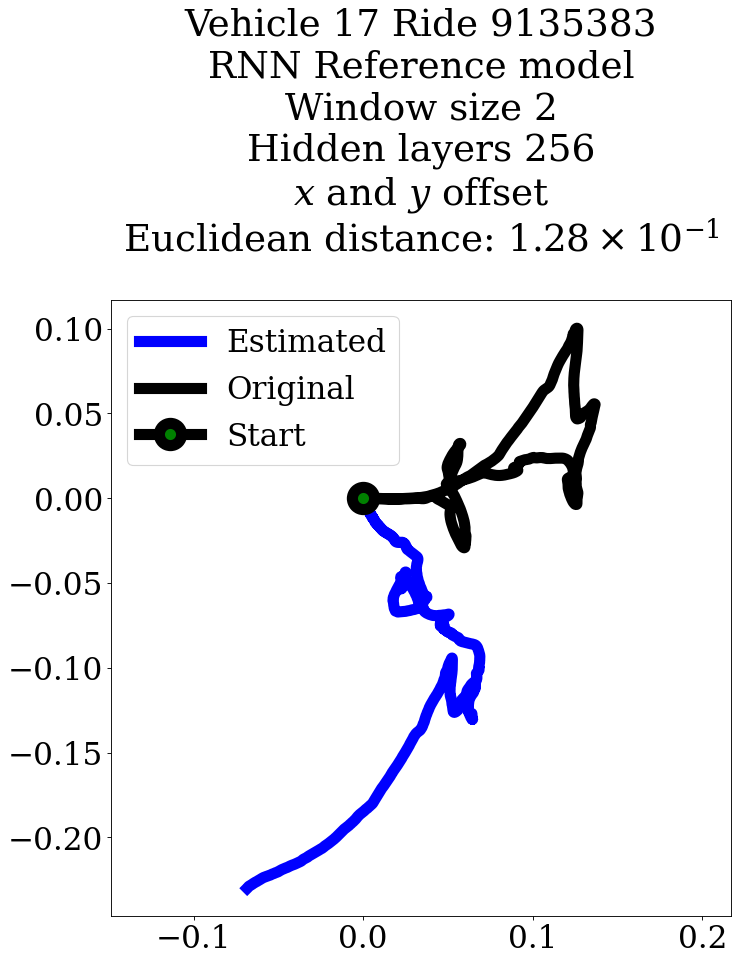 Vehicle 17 Ride 9135383
RNN Reference model
Window size 2
Hidden layers 256
x and y offset
Euclidean distance: 1.28 × 10⁻¹
Estimated
Original
Start
0.10
0.05
0.00
−0.05
−0.10
−0.15
−0.20
−0.1 0.0 0.1 0.2